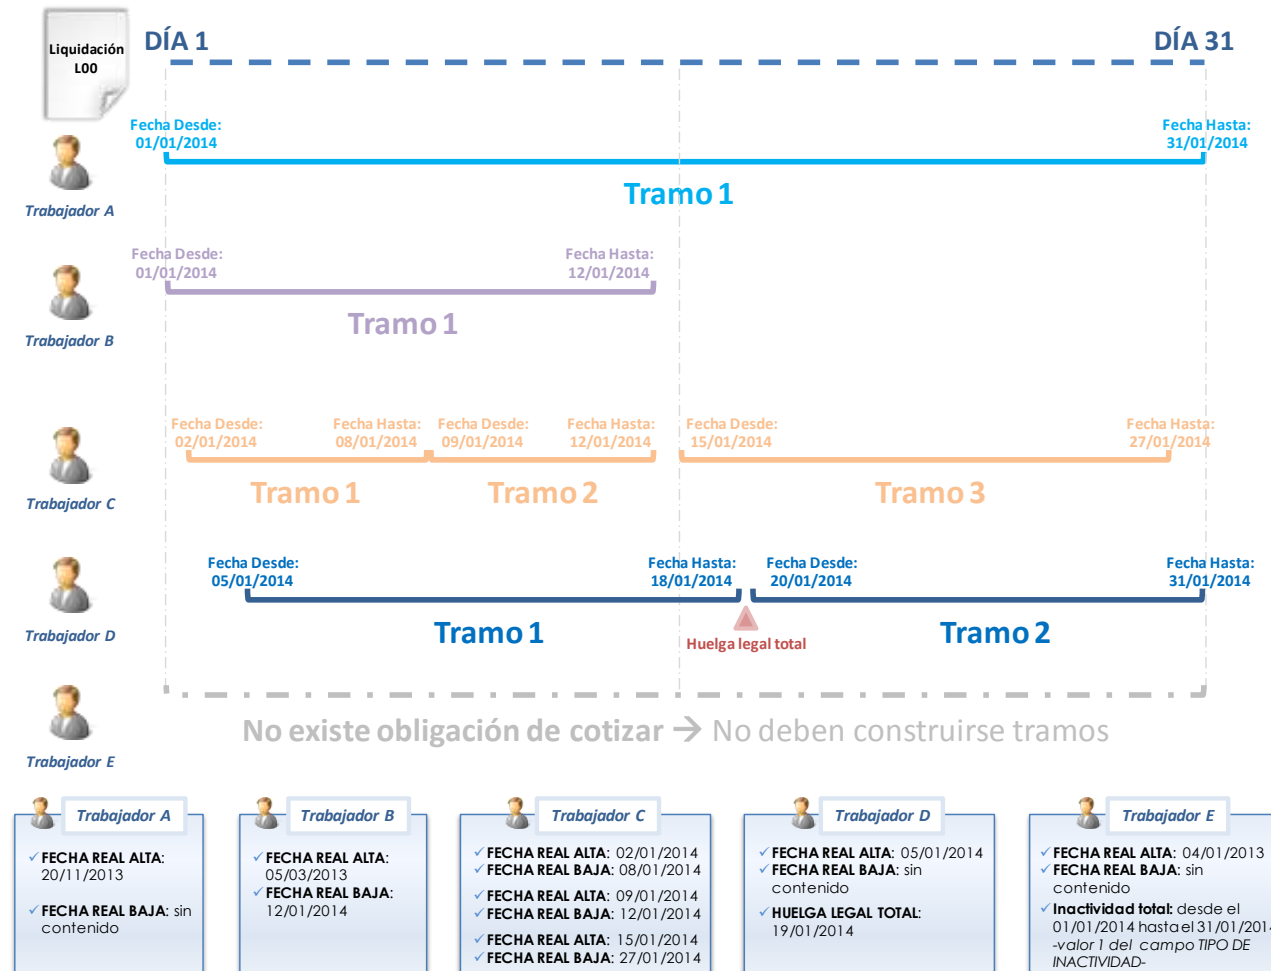 Liquidación
L00
DÍA 1
DÍA 31
Fecha Desde:
01/01/2014
Fecha Hasta:
31/01/2014
Tramo 1
Trabajador A
Fecha Desde:
01/01/2014
Fecha Hasta:
12/01/2014
Tramo 1
Trabajador B
Fecha Desde:
02/01/2014
Fecha Hasta:
08/01/2014
Fecha Desde:
09/01/2014
Fecha Hasta:
12/01/2014
Fecha Desde:
15/01/2014
Fecha Hasta:
27/01/2014
Tramo 1
Tramo 2
Tramo 3
Trabajador C
Fecha Desde:
05/01/2014
Fecha Hasta:
18/01/2014
Fecha Desde:
20/01/2014
Fecha Hasta:
31/01/2014
Tramo 1
Huelga legal total
Tramo 2
Trabajador D
No existe obligación de cotizar → No deben construirse tramos
Trabajador E
Trabajador A
✓ FECHA REAL ALTA:
20/11/2013
✓ FECHA REAL BAJA: sin
contenido
Trabajador B
✓ FECHA REAL ALTA:
05/03/2013
✓ FECHA REAL BAJA:
12/01/2014
Trabajador C
✓ FECHA REAL ALTA: 02/01/2014
✓ FECHA REAL BAJA: 08/01/2014
✓ FECHA REAL ALTA: 09/01/2014
✓ FECHA REAL BAJA: 12/01/2014
✓ FECHA REAL ALTA: 15/01/2014
✓ FECHA REAL BAJA: 27/01/2014
Trabajador D
✓ FECHA REAL ALTA: 05/01/2014
✓ FECHA REAL BAJA: sin
contenido
✓ HUELGA LEGAL TOTAL:
19/01/2014
Trabajador E
✓ FECHA REAL ALTA: 04/01/2013
✓ FECHA REAL BAJA: sin
contenido
✓ Inactividad total: desde el
01/01/2014 hasta el 31/01/2014
-valor 1 del campo TIPO DE
INACTIVIDAD-